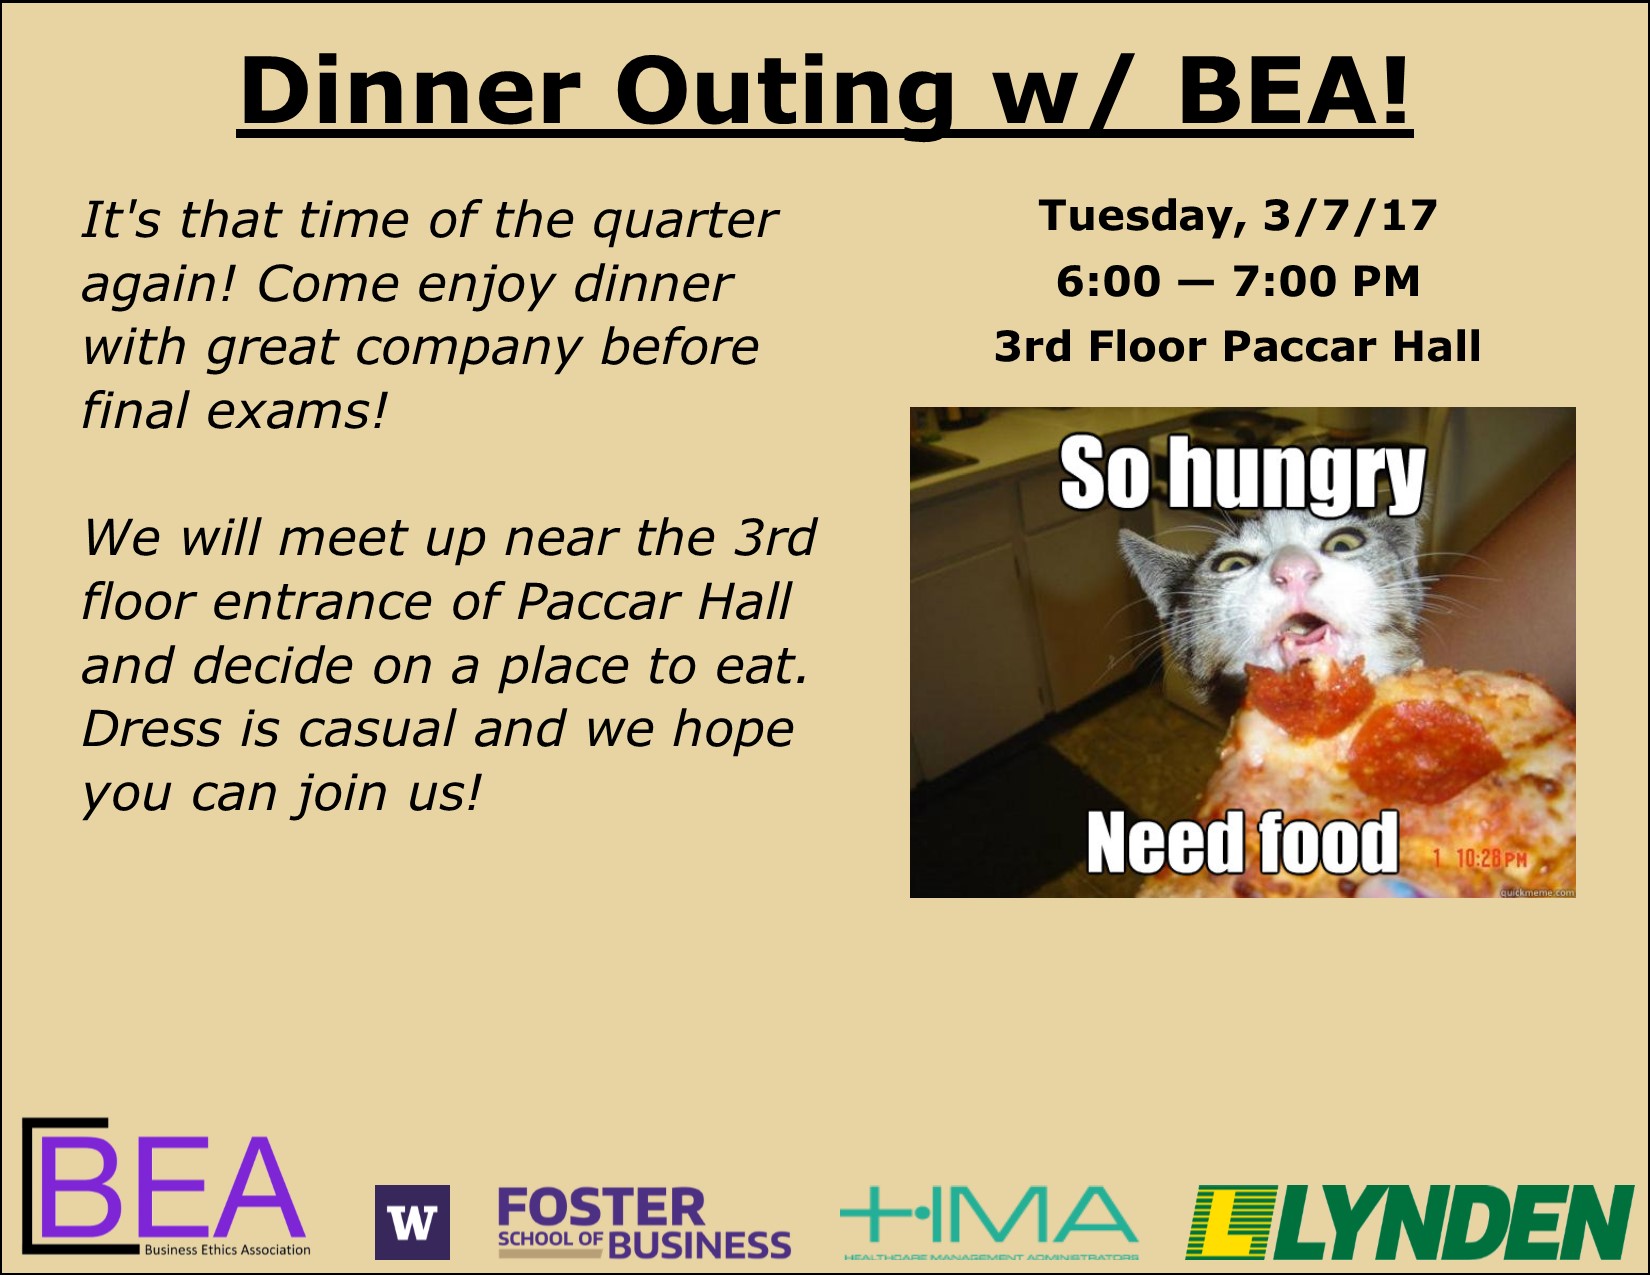 Dinner Outing w/ BEA!
It's that time of the quarter
again! Come enjoy dinner
with great company before
final exams!
We will meet up near the 3rd
floor entrance of Paccar Hall
and decide on a place to eat.
Dress is casual and we hope
you can join us!
Tuesday, 3/7/17
6:00 — 7:00 PM
3rd Floor Paccar Hall
So hungry
Need food
1 10:28 PM
quickmeme.com
BEA
Business Ethics Association
W
FOSTER
SCHOOL OF BUSINESS
HMA
HEALTHCARE MANAGEMENT ADMINISTRATORS
L LYNDEN